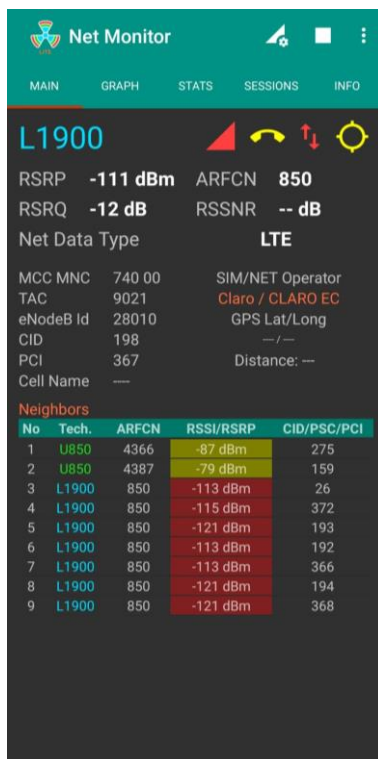 LITE
Net Monitor
MAIN GRAPH STATS SESSIONS INFO
L1900
RSRP -111 dBm ARFCN 850
RSRQ -12 dB RSSNR -- dB
Net Data Type LTE
MCC MNC 740 00 SIM/NET Operator
TAC 9021 Claro / CLARO EC
eNodeB Id 28010 GPS Lat/Long
CID 198 —/—
PCI 367 Distance: ---
Cell Name ---
Neighbors
No Tech. ARFCN RSSI/RSRP CID/PSC/PCI
1 U850 4366 -87 dBm 275
2 U850 4387 -79 dBm 159
3 L1900 850 -113 dBm 26
4 L1900 850 -115 dBm 372
5 L1900 850 -121 dBm 193
6 L1900 850 -113 dBm 192
7 L1900 850 -113 dBm 366
8 L1900 850 -121 dBm 194
9 L1900 850 -121 dBm 368